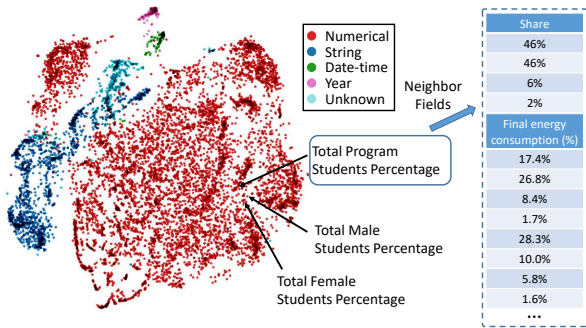 Numerical
String
Date-time
Year
Unknown
Neighbor
Fields
Total Program
Students Percentage
Total Male
Students Percentage
Total Female
Students Percentage
Share
46%
46%
6%
2%
Final energy
consumption (%)
17.4%
26.8%
8.4%
1.7%
28.3%
10.0%
5.8%
1.6%
...